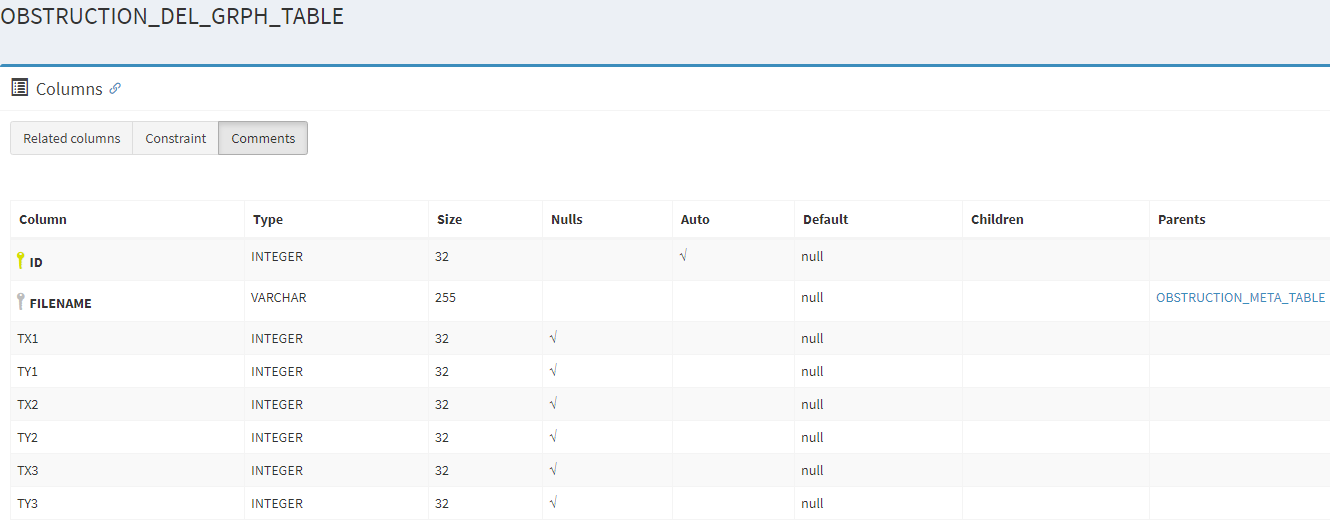 OBSTRUCTION_DEL_GRPH_TABLE
Columns
Related columns Constraint Comments
Column Type Size Nulls Auto Default Children Parents
ID INTEGER 32 √ null
FILENAME VARCHAR 255 null OBSTRUCTION_META_TABLE
TX1 INTEGER 32 √ null
TY1 INTEGER 32 √ null
TX2 INTEGER 32 √ null
TY2 INTEGER 32 √ null
TX3 INTEGER 32 √ null
TY3 INTEGER 32 √ null